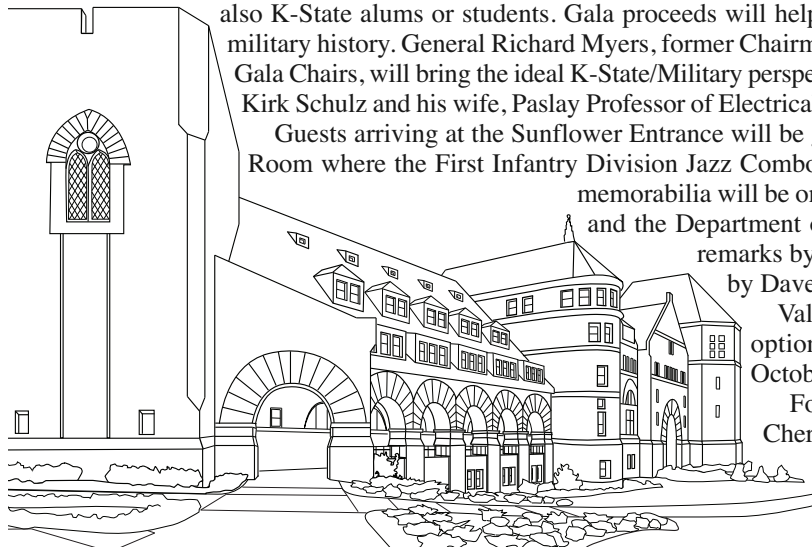 also K-State alums or students. Gala proceeds will help
military history. General Richard Myers, former Chairm
Gala Chairs, will bring the ideal K-State/Military perspe
Kirk Schulz and his wife, Paslay Professor of Electrica
Guests arriving at the Sunflower Entrance will be
Room where the First Infantry Division Jazz Combo
memorabilia will be o
and the Department
remarks by
by Dave
Val
option
Octob
Fo
Cher